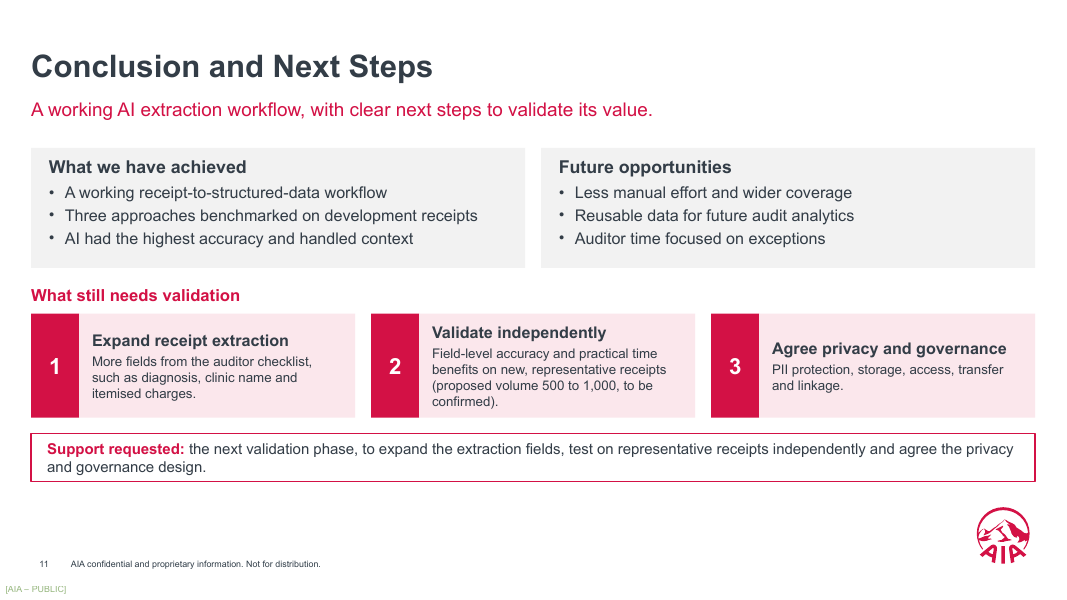 Conclusion and Next Steps
A working AI extraction workflow, with clear next steps to validate its value.
What we have achieved
• A working receipt-to-structured-data workflow
• Three approaches benchmarked on development receipts
• AI had the highest accuracy and handled context
Future opportunities
• Less manual effort and wider coverage
• Reusable data for future audit analytics
• Auditor time focused on exceptions
What still needs validation
1
Expand receipt extraction
More fields from the auditor checklist,
such as diagnosis, clinic name and
itemised charges.
2
Validate independently
Field-level accuracy and practical time
benefits on new, representative receipts
(proposed volume 500 to 1,000, to be
confirmed).
3
Agree privacy and governance
PII protection, storage, access, transfer
and linkage.
Support requested: the next validation phase, to expand the extraction fields, test on representative receipts independently and agree the privacy
and governance design.
AIA
11 AIA confidential and proprietary information. Not for distribution.
[AIA – PUBLIC]